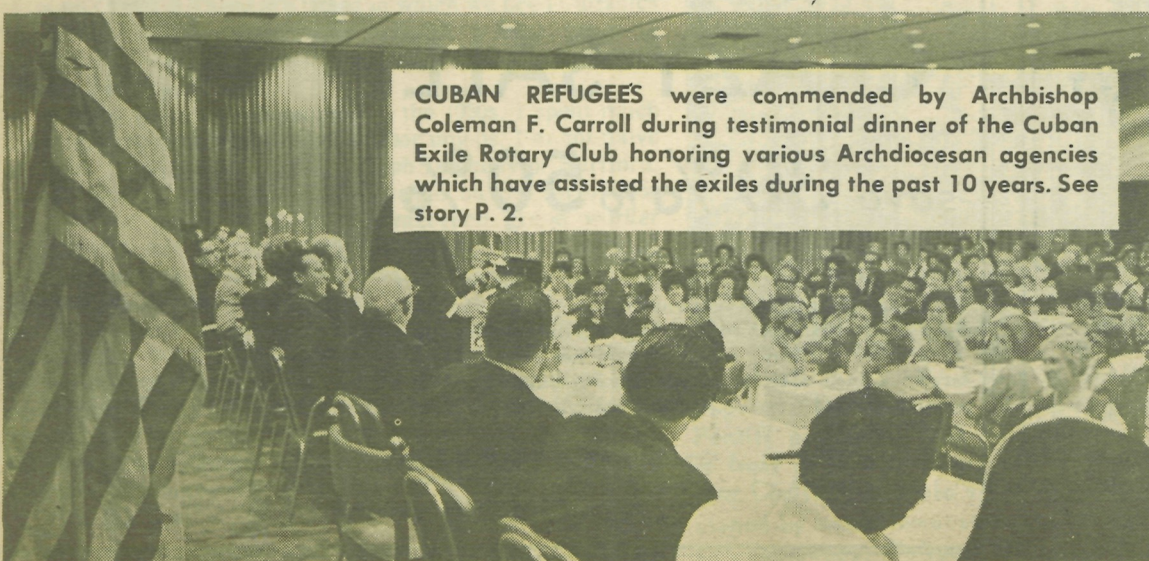 CUBAN REFUGEES were commended by Archbishop
Coleman F. Carroll during testimonial dinner of the Cuban
Exile Rotary Club honoring various Archdiocesan agencies
which have assisted the exiles during the past 10 years. See
story P. 2.